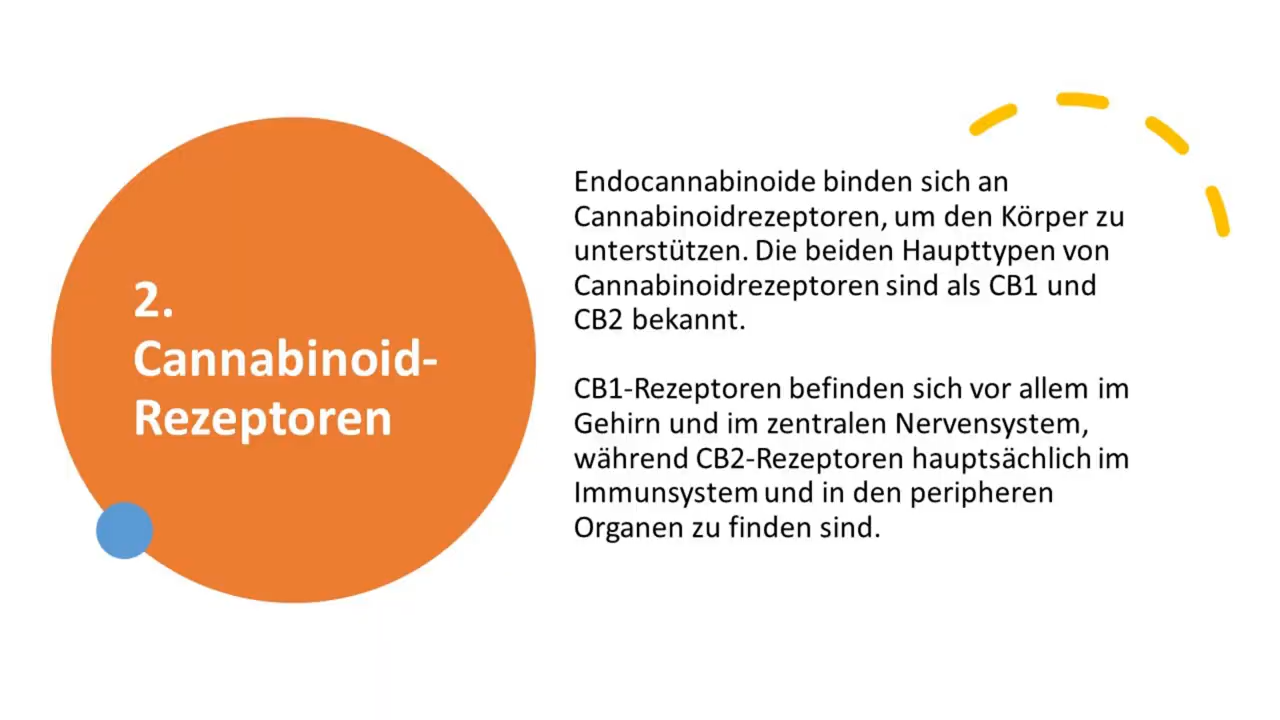 2.
Cannabinoid-
Rezeptoren
Endocannabinoide binden sich an
Cannabinoidrezeptoren, um den Körper zu
unterstützen. Die beiden Haupttypen von
Cannabinoidrezeptoren sind als CB1 und
CB2 bekannt.
CB1-Rezeptoren befinden sich vor allem im
Gehirn und im zentralen Nervensystem,
während CB2-Rezeptoren hauptsächlich im
Immunsystem und in den peripheren
Organen zu finden sind.